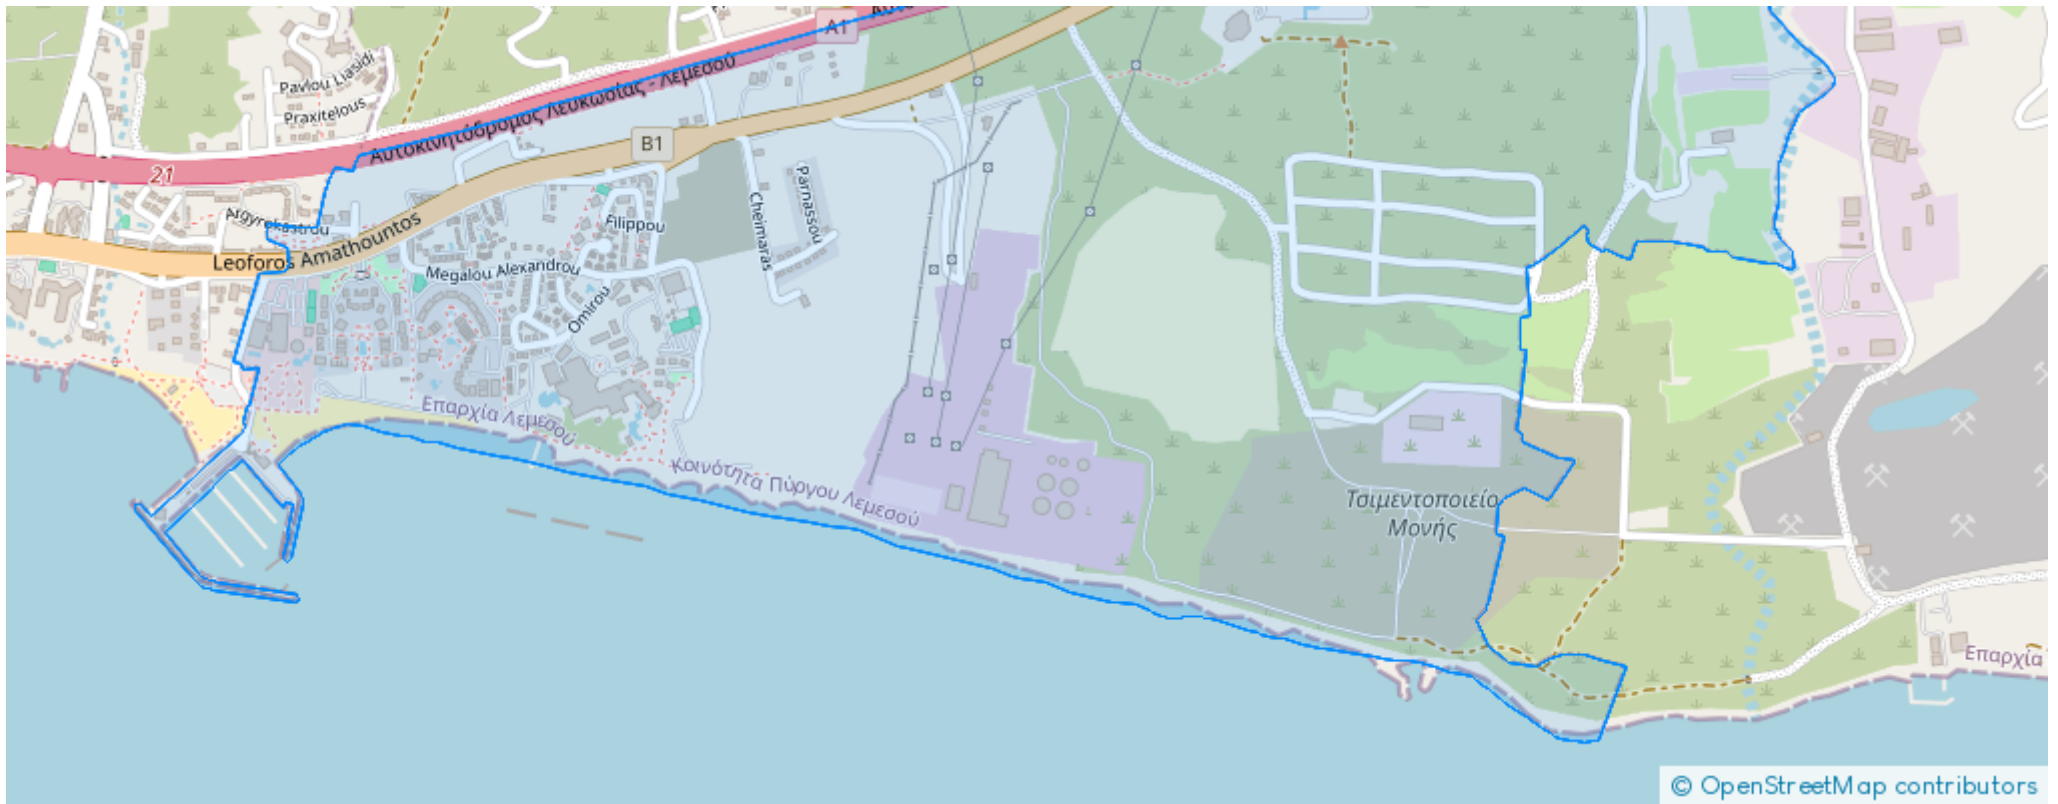 Αυτο
A1
Pavlou Liasidi
Praxitelous
Αυτοκινητόδρομος Λευκωσίας - Λεμεσού
B1
21
Argyrokastrou
Filippou
Parnassou
Cheimaras
Leoforos Amathountos
Megalou Alexandrou
Omirou
Επαρχία Λεμεσού
Κοινότητα Πύργου Λεμεσού
Τσιμεντοποιείο
Μονής
Επαρχία
© OpenStreetMap contributors